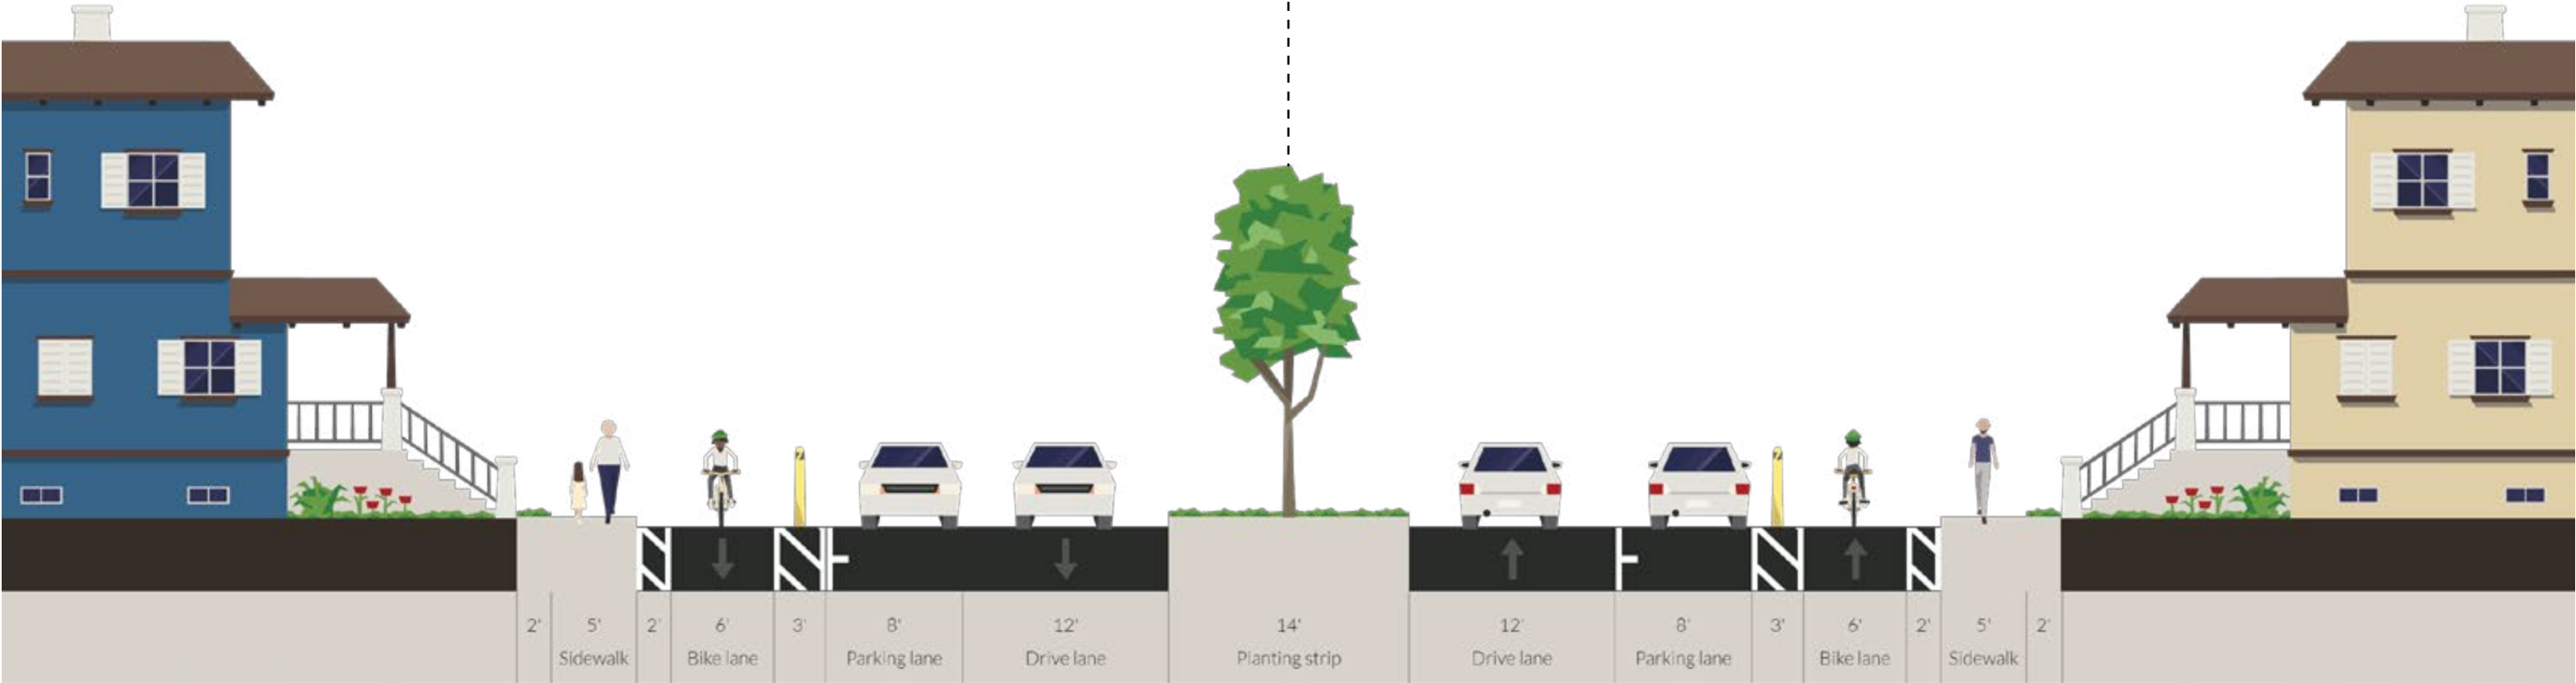 2' 5' 2' 6' 3' 8' 12' 14' 12' 8' 3' 6' 2' 5' 2'
Sidewalk Bike lane Parking lane Drive lane Planting strip Drive lane Parking lane Bike lane Sidewalk